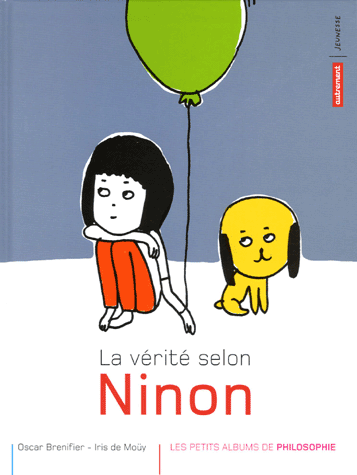 autrement
JEUNESSE
La vérité selon
Ninon
Oscar Brenifier - Iris de Moüy
LES PETITS ALBUMS DE PHILOSOPHIE